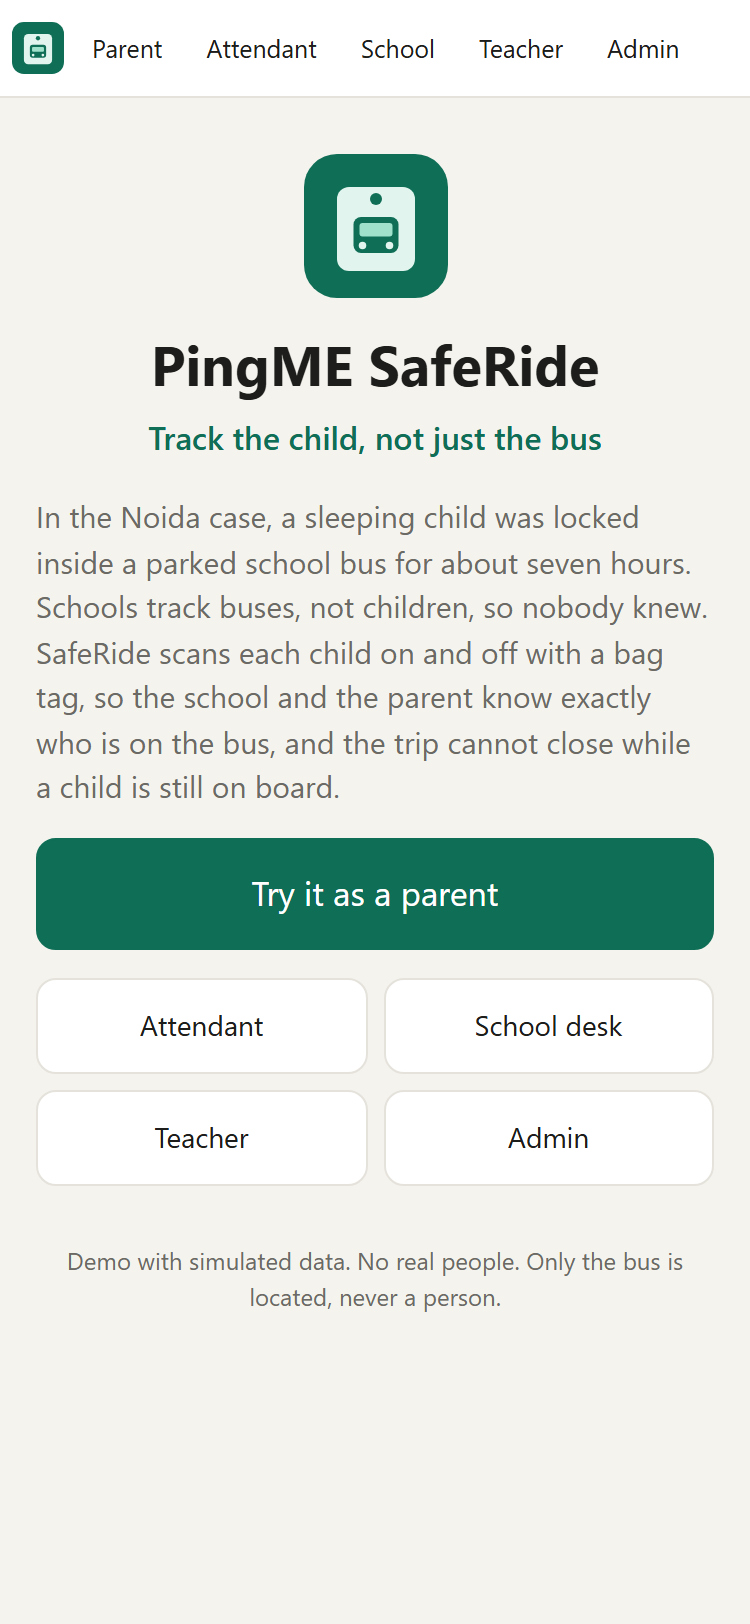 Parent Attendant School Teacher Admin
PingME SafeRide
Track the child, not just the bus
In the Noida case, a sleeping child was locked
inside a parked school bus for about seven hours.
Schools track buses, not children, so nobody knew.
SafeRide scans each child on and off with a bag
tag, so the school and the parent know exactly
who is on the bus, and the trip cannot close while
a child is still on board.
Try it as a parent
Attendant School desk
Teacher Admin
Demo with simulated data. No real people. Only the bus is
located, never a person.